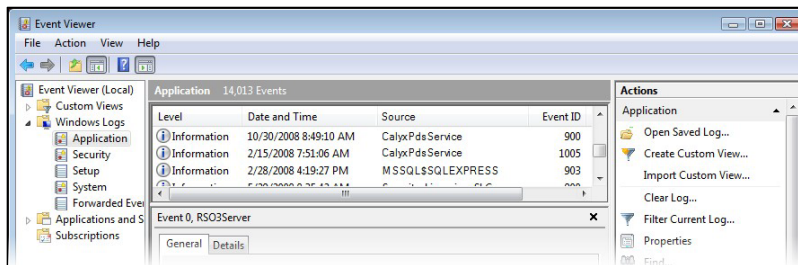 Event Viewer
File Action View Help
Event Viewer (Local)
Custom Views
Windows Logs
Application
Security
Setup
System
Forwarded Ever
Applications and S
Subscriptions
Application 14,013 Events
Level Date and Time Source Event ID
Information 10/30/2008 8:49:10 AM CalyxPdsService 900
Information 2/15/2008 7:51:06 AM CalyxPdsService 1005
Information 2/28/2008 4:19:27 PM MSSQL$SQLEXPRESS 903
Event 0, RSO3Server
General Details
Actions
Application
Open Saved Log...
Create Custom View...
Import Custom View...
Clear Log...
Filter Current Log...
Properties
Find...